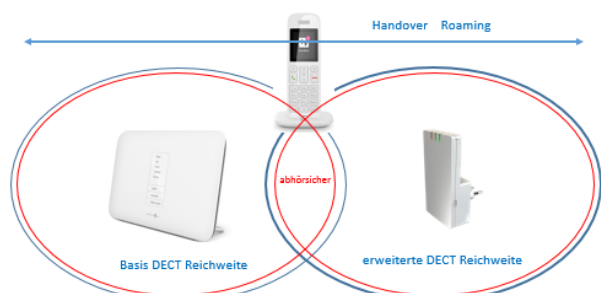 Handover Roaming
abhörsicher
Basis DECT Reichweite
erweiterte DECT Reichweite